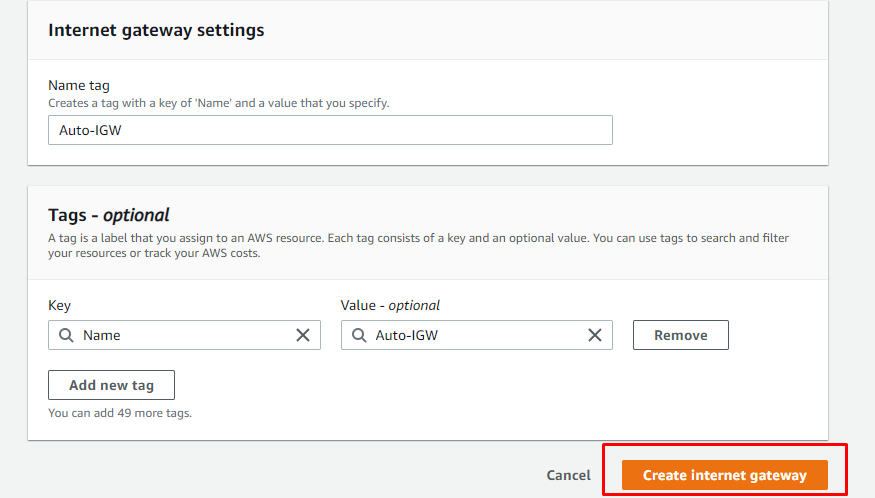 Internet gateway settings
Name tag
Creates a tag with a key of 'Name' and a value that you specify.
Auto-IGW
Tags - optional
A tag is a label that you assign to an AWS resource. Each tag consists of a key and an optional value. You can use tags to search and filter
your resources or track your AWS costs.
Key
Value - optional
Name
Auto-IGW
Remove
Add new tag
You can add 49 more tags.
Cancel
Create internet gateway